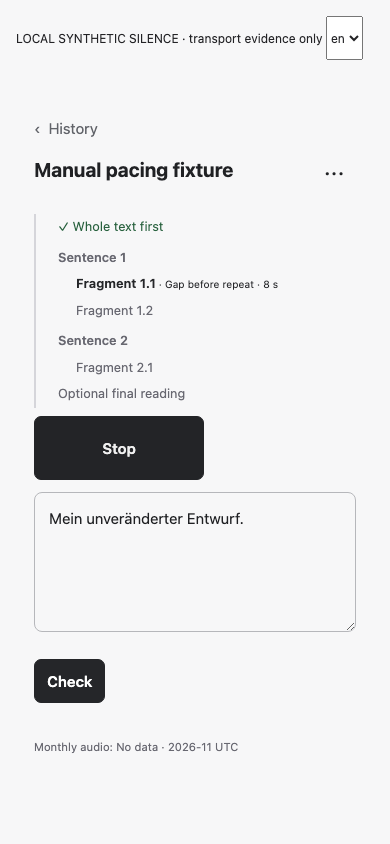 LOCAL SYNTHETIC SILENCE · transport evidence only en
‹ History
Manual pacing fixture ...
✓ Whole text first
Sentence 1
Fragment 1.1 · Gap before repeat · 8 s
Fragment 1.2
Sentence 2
Fragment 2.1
Optional final reading
Stop
Mein unveränderter Entwurf.
Check
Monthly audio: No data · 2026-11 UTC